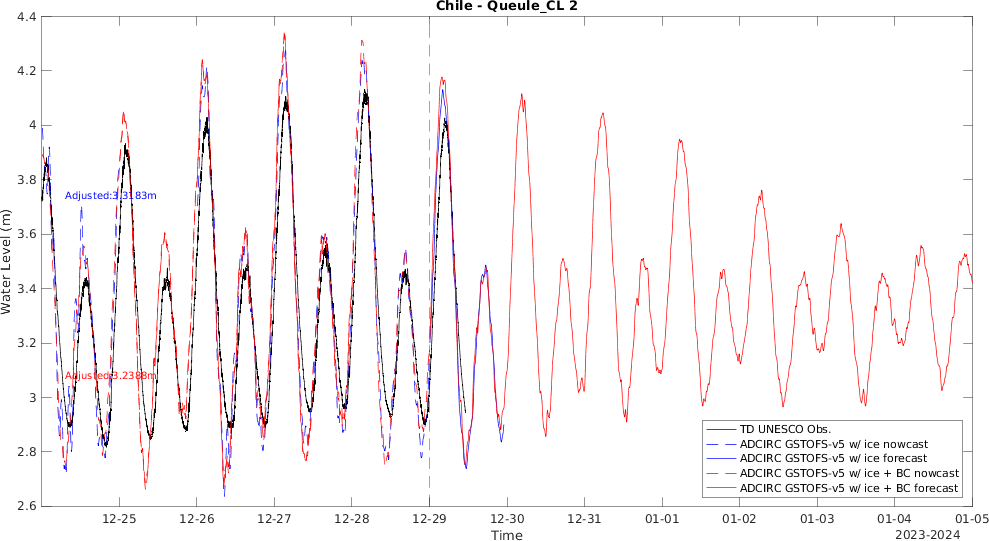 Chile - Queule_CL 2
4.4
4.2
4
3.8
3.6
3.4
3.2
3
2.8
2.6
Water Level (m)
Adjusted:3.3183m
Adjusted:3.2388m
TD UNESCO Obs.
ADCIRC GSTOFS-v5 w/ ice nowcast
ADCIRC GSTOFS-v5 w/ ice forecast
ADCIRC GSTOFS-v5 w/ ice + BC nowcast
ADCIRC GSTOFS-v5 w/ ice + BC forecast
12-25 12-26 12-27 12-28 12-29 12-30 12-31 01-01 01-02 01-03 01-04 01-05
Time
2023-2024